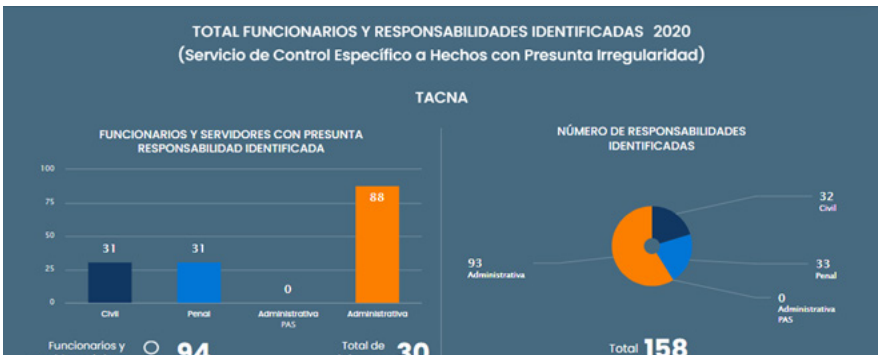 TOTAL FUNCIONARIOS Y RESPONSABILIDADES IDENTIFICADAS 2020
(Servicio de Control Específico a Hechos con Presunta Irregularidad)
TACNA
FUNCIONARIOS Y SERVIDORES CON PRESUNTA
RESPONSABILIDAD IDENTIFICADA
100
75
50
25
0
31
31
0
88
Civil
Penal
Administrativa
PAS
Administrativa
Funcionarios y
94
Total de
30
NÚMERO DE RESPONSABILIDADES
IDENTIFICADAS
32
Civil
93
Administrativa
33
Penal
0
Administrativa
PAS
Total 158